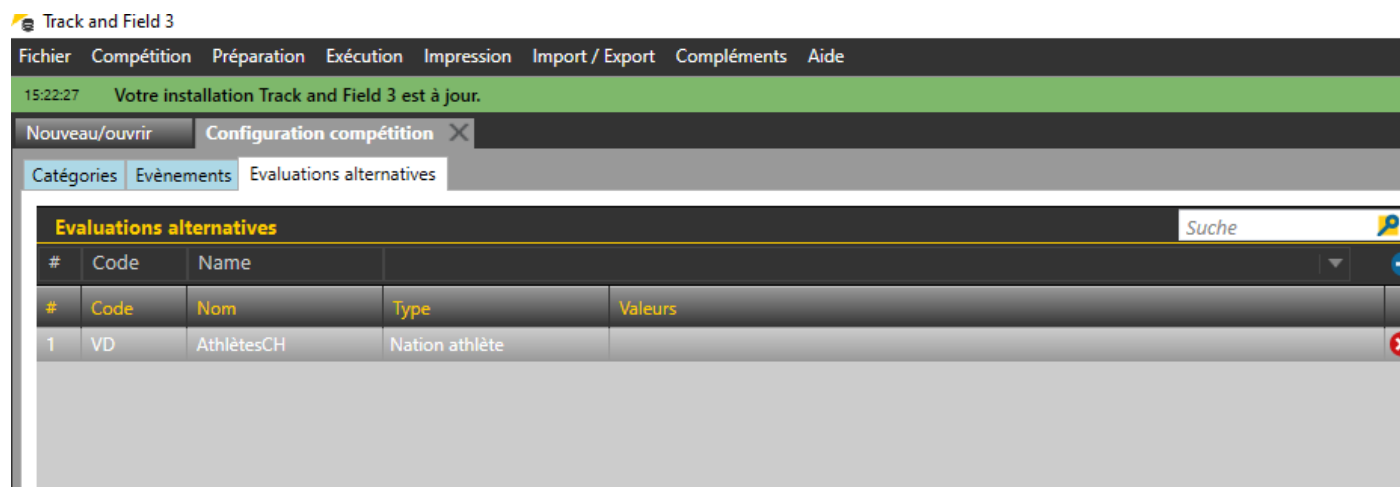 Track and Field 3
Fichier Compétition Préparation Exécution Impression Import / Export Compléments Aide
15:22:27 Votre installation Track and Field 3 est à jour.
Nouveau/ouvrir Configuration compétition
Catégories Evènements Evaluations alternatives
Evaluations alternatives Suche
# Code Name
# Code Nom Type Valeurs
1 VD AthlètesCH Nation athlète